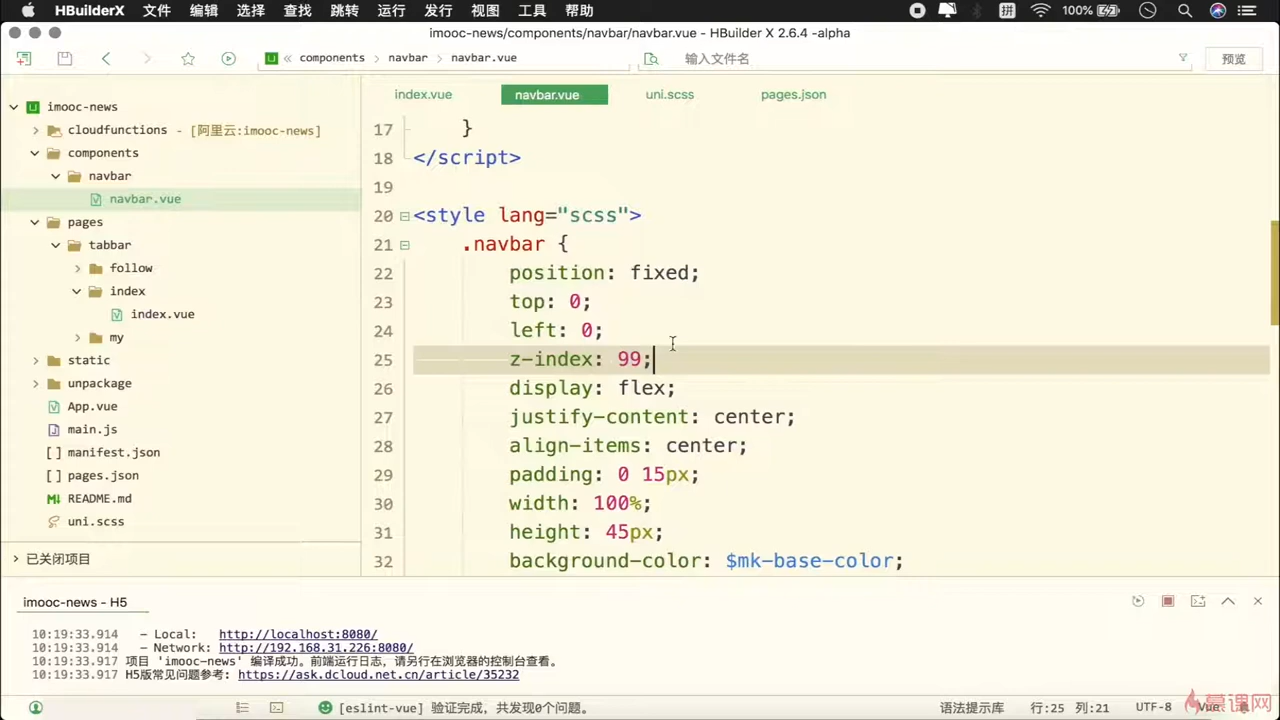 HBuilderX 文件 编辑 选择 查找 跳转 运行 发行 视图 工具 帮助 拼 100%
imooc-news/components/navbar/navbar.vue - HBuilder X 2.6.4 -alpha
U « components > navbar > navbar.vue 输入文件名 预览
imooc-news
cloudfunctions - [阿里云:imooc-news]
components
navbar
navbar.vue
pages
tabbar
follow
index
index.vue
my
static
unpackage
App.vue
main.js
[ ] manifest.json
[ ] pages.json
README.md
uni.scss
已关闭项目
index.vue navbar.vue uni.scss pages.json
17 }
18 </script>
19
20 <style lang="scss">
21 .navbar {
22 position: fixed;
23 top: 0;
24 left: 0;
25 z-index: 99;
26 display: flex;
27 justify-content: center;
28 align-items: center;
29 padding: 0 15px;
30 width: 100%;
31 height: 45px;
32 background-color: $mk-base-color;
imooc-news - H5
10:19:33.914 - Local: http://localhost:8080/
10:19:33.914 - Network: http://192.168.31.226:8080/
10:19:33.917 项目 'imooc-news' 编译成功。前端运行日志，请另行在浏览器的控制台查看。
10:19:33.917 H5版常见问题参考: https://ask.dcloud.net.cn/article/35232
[eslint-vue] 验证完成，共发现0个问题。 语法提示库 行:25 列:21 UTF-8 Vue
慕课网